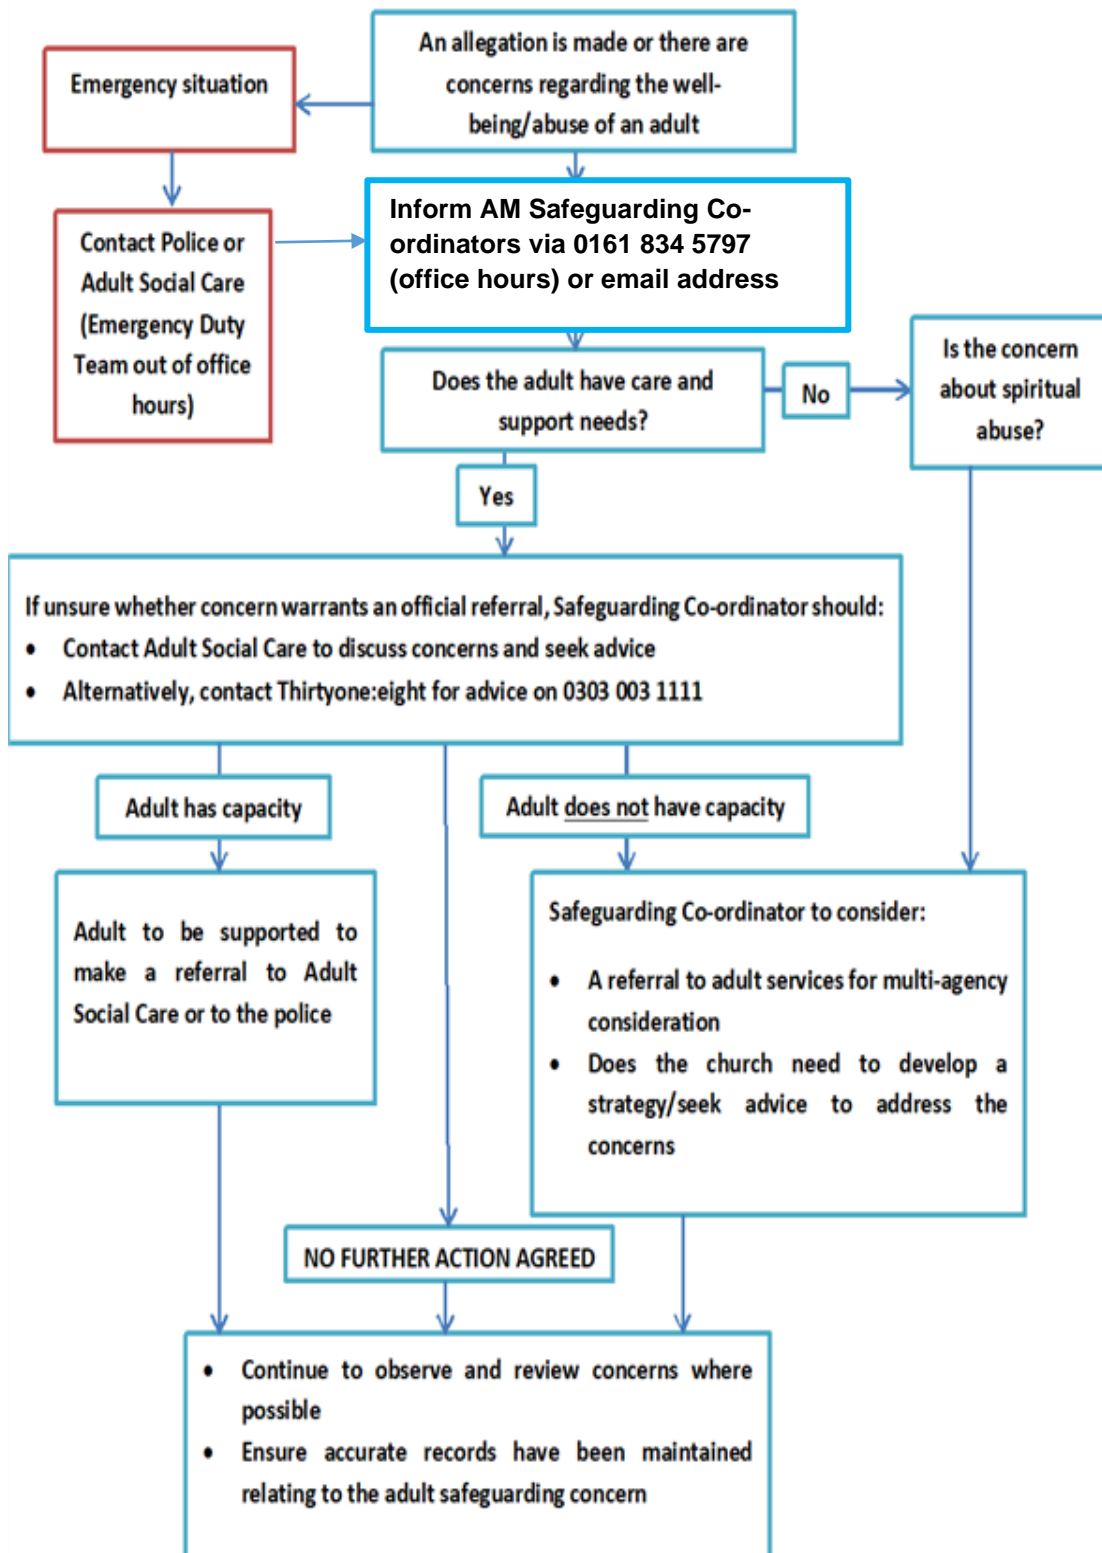 An allegation is made or there are
concerns regarding the well-
being/abuse of an adult
Emergency situation
Inform AM Safeguarding Co-
ordinators via 0161 834 5797
(office hours) or email address
Contact Police or
Adult Social Care
(Emergency Duty
Team out of office
hours)
Does the adult have care and
support needs?
No
Is the concern
about spiritual
abuse?
Yes
If unsure whether concern warrants an official referral, Safeguarding Co-ordinator should:
• Contact Adult Social Care to discuss concerns and seek advice
• Alternatively, contact Thirtyone:eight for advice on 0303 003 1111
Adult has capacity
Adult does not have capacity
Adult to be supported to
make a referral to Adult
Social Care or to the police
Safeguarding Co-ordinator to consider:
• A referral to adult services for multi-agency
consideration
• Does the church need to develop a
strategy/seek advice to address the
concerns
NO FURTHER ACTION AGREED
• Continue to observe and review concerns where
possible
• Ensure accurate records have been maintained
relating to the adult safeguarding concern